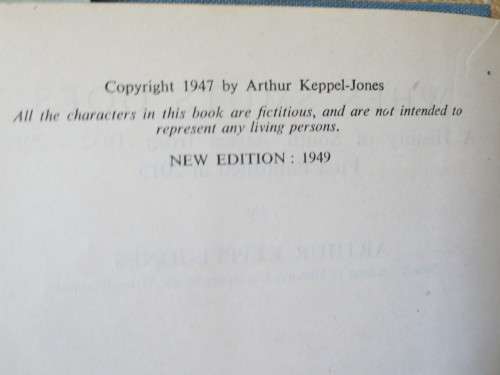 Copyright 1947 by Arthur Keppel-Jones
All the characters in this book are fictitious, and are not intended to
represent any living persons.
NEW EDITION : 1949